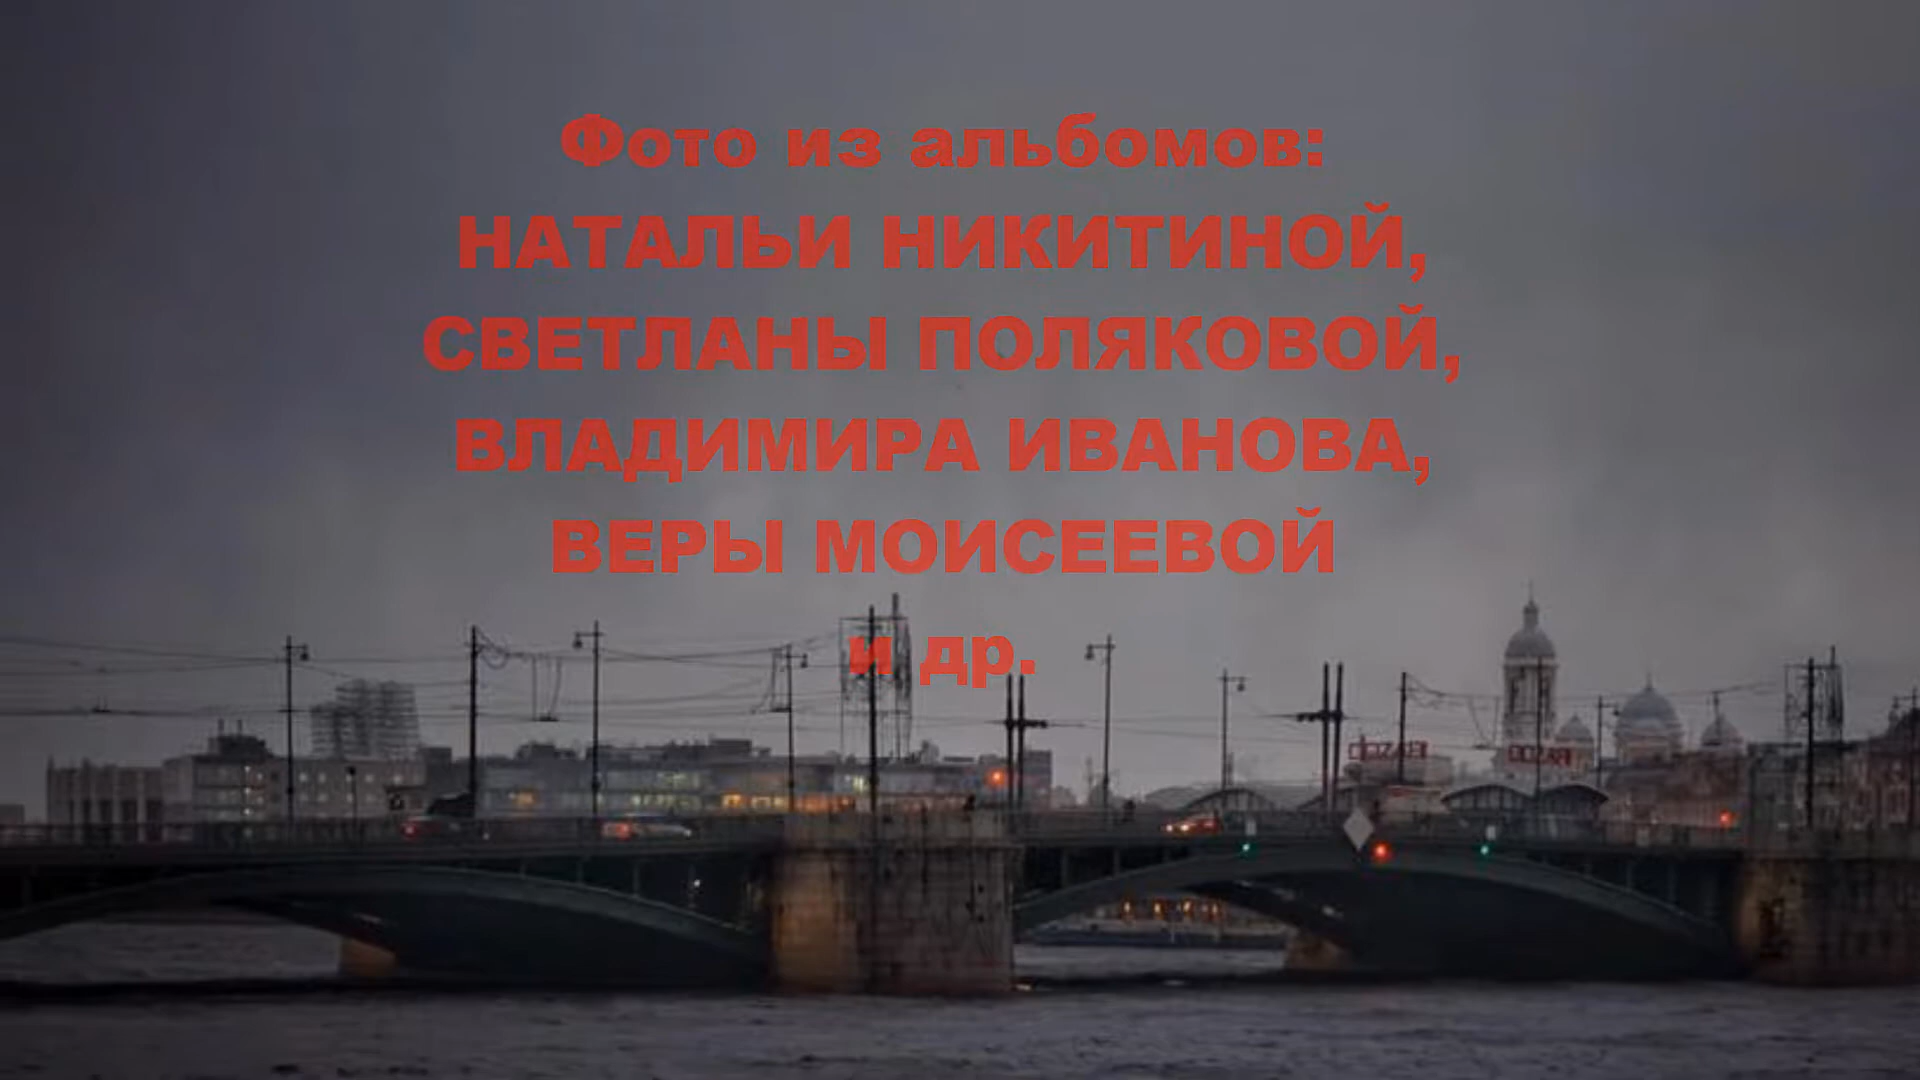 Фото из альбомов:
НАТАЛЬИ НИКИТИНОЙ,
СВЕТЛАНЫ ПОЛЯКОВОЙ,
ВЛАДИМИРА ИВАНОВА,
ВЕРЫ МОИСЕЕВОЙ
и др.